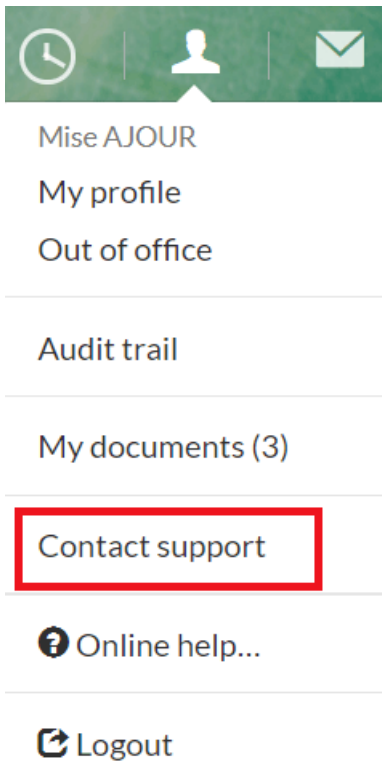 Mise AJOUR
My profile
Out of office
Audit trail
My documents (3)
Contact support
Online help...
Logout